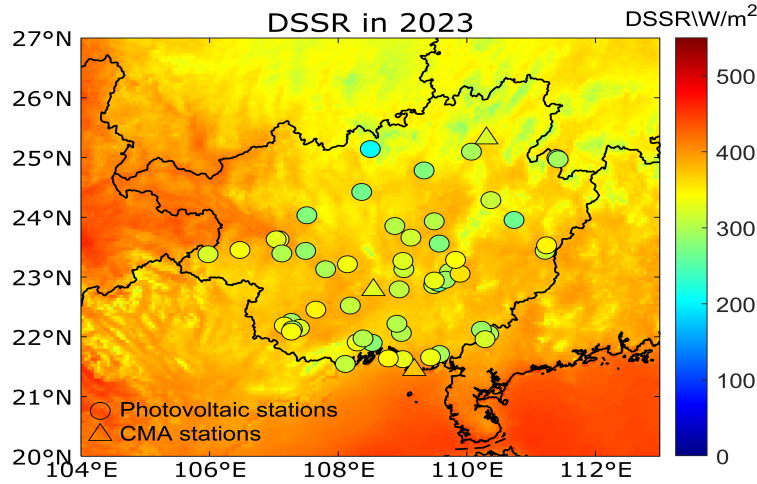 DSSR in 2023
DSSR\W/m²
27°N
26°N
25°N
24°N
23°N
22°N
21°N
20°N
104°E
106°E
108°E
110°E
112°E
500
400
300
200
100
0
Photovoltaic stations
CMA stations